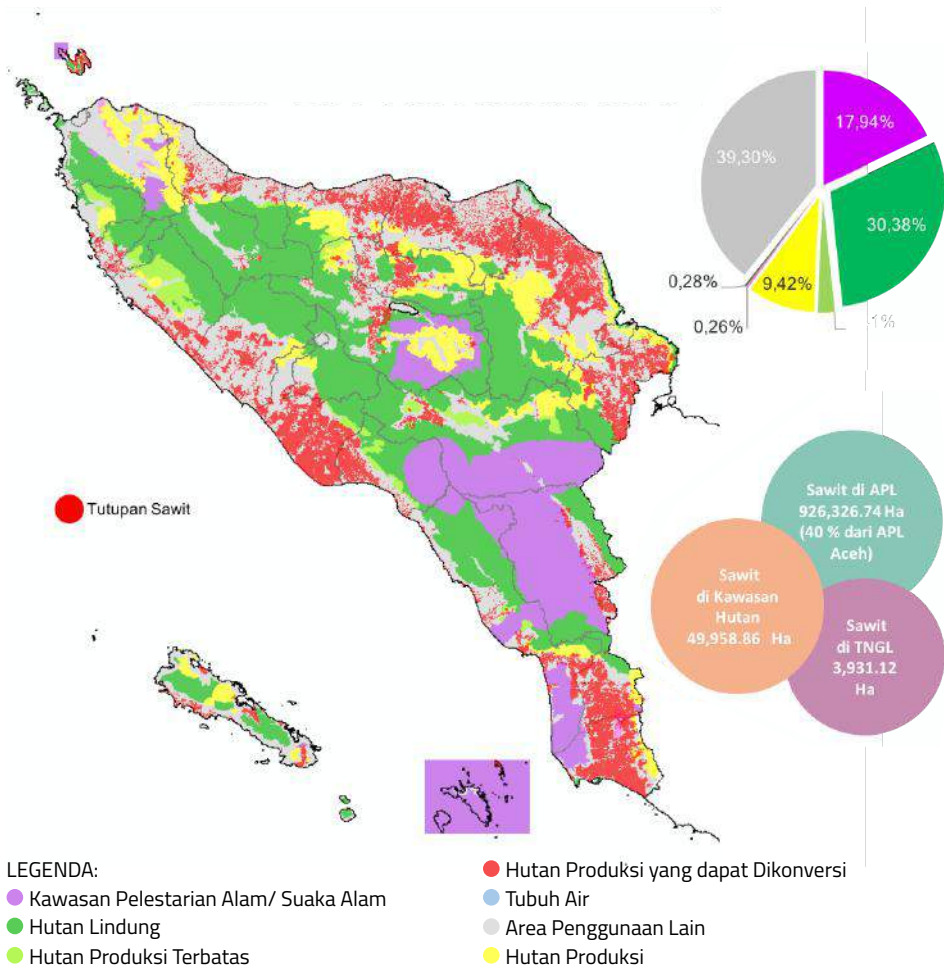 17,94%
39,30%
30,38%
0,28%
9,42%
0,26%
1%
Tutupan Sawit
Sawit di APL
926,326.74 Ha
(40 % dari APL
Aceh)
Sawit
di Kawasan
Hutan
49,958.86 Ha
Sawit
di TNGL
3,931.12
Ha
LEGENDA:
Kawasan Pelestarian Alam/ Suaka Alam
Hutan Lindung
Hutan Produksi Terbatas
Hutan Produksi yang dapat Dikonversi
Tubuh Air
Area Penggunaan Lain
Hutan Produksi